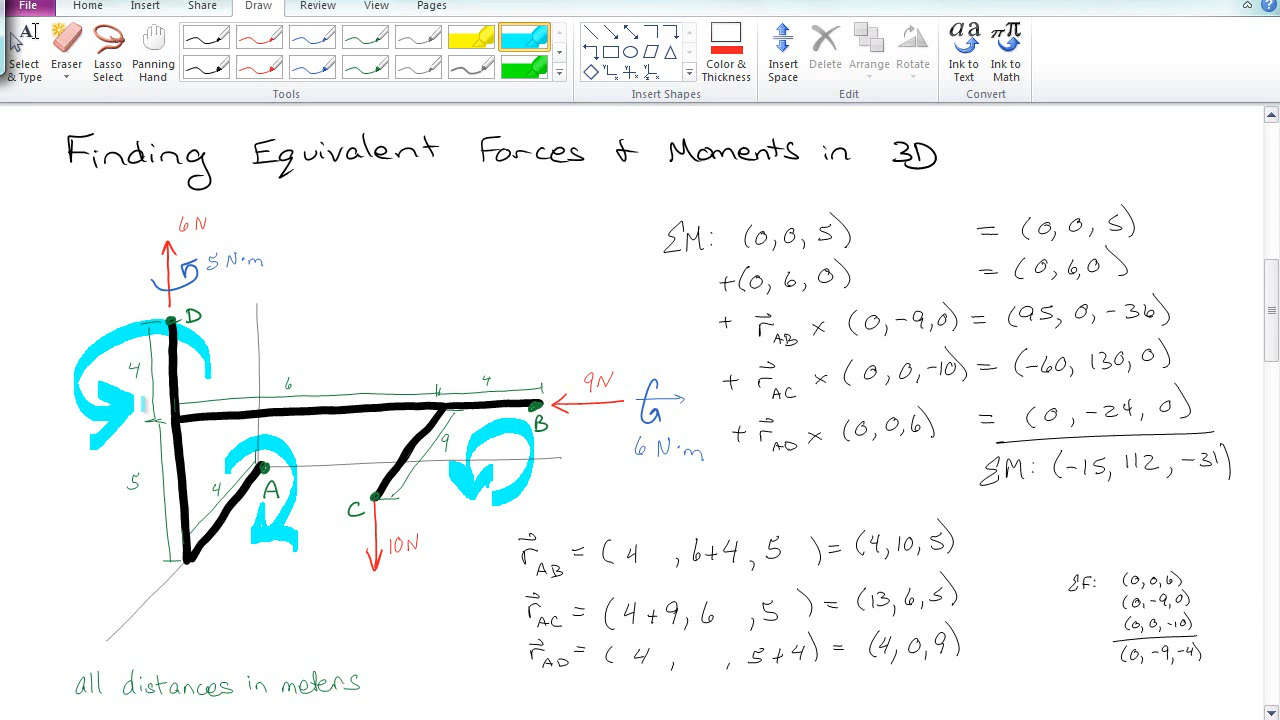 File Home Insert Share Draw Review View Pages
Select & Type Eraser Lasso Select Panning Hand Color & Thickness Insert Space Delete Arrange Rotate Ink to Text Ink to Math
Tools Insert Shapes Edit Convert
Finding Equivalent Forces & Moments in 3D
6 N
5 N·m
D
4
6
4
9 N
B
6 N·m
5
4
A
9
C
10N
all distances in meters
ΣM: (0,0,5) = (0,0,5)
+(0,6,0) = (0,6,0)
+ r⃗AB × (0,-9,0) = (95, 0, -36)
+ r⃗AC × (0,0,-10) = (-60, 130, 0)
+ r⃗AD × (0,0,6) = (0, -24, 0)
ΣM: (-15, 112, -31)
r⃗AB = (4 , 6+4, 5 ) = (4,10,5)
r⃗AC = (4+9, 6 , 5 ) = (13,6,5)
r⃗AD = (4 , , 5+4) = (4,0,9)
ΣF: (0,0,6)
(0,-9,0)
(0,0,-10)
(0,-9,-4)